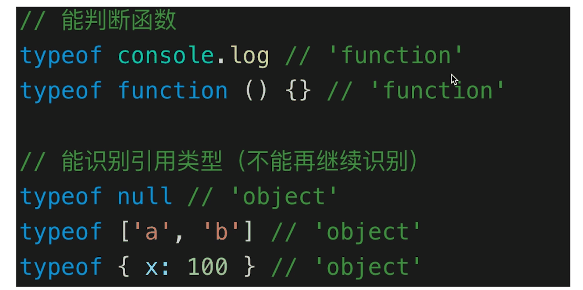 // 能判断函数
typeof console.log // 'function'
typeof function () {} // 'function'
// 能识别引用类型（不能再继续识别）
typeof null // 'object'
typeof ['a', 'b'] // 'object'
typeof { x: 100 } // 'object'